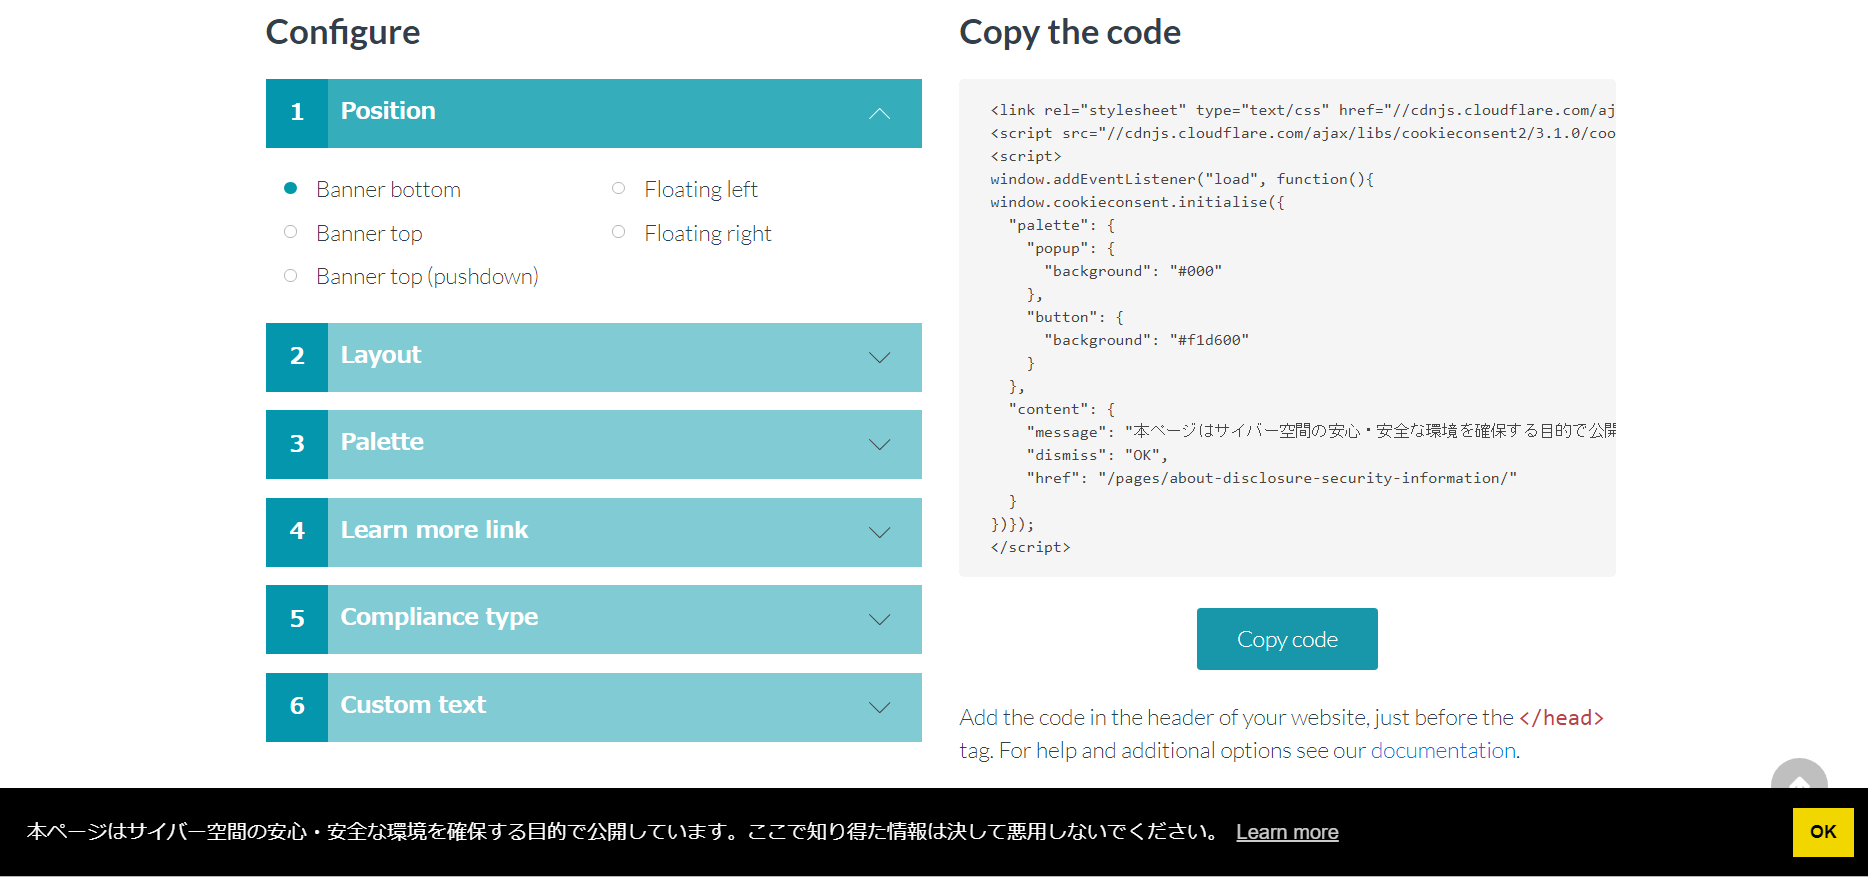 Configure
1 Position
Banner bottom
Floating left
Banner top
Floating right
Banner top (pushdown)
2 Layout
3 Palette
4 Learn more link
5 Compliance type
6 Custom text
Copy the code
<link rel="stylesheet" type="text/css" href="//cdnjs.cloudflare.com/aj
<script src="//cdnjs.cloudflare.com/ajax/libs/cookieconsent2/3.1.0/coo
<script>
window.addEventListener("load", function(){
window.cookieconsent.initialise({
  "palette": {
    "popup": {
      "background": "#000"
    },
    "button": {
      "background": "#f1d600"
    }
  },
  "content": {
    "message": "本ページはサイバー空間の安心・安全な環境を確保する目的で公開
    "dismiss": "OK",
    "href": "/pages/about-disclosure-security-information/"
  }
})});
</script>
Copy code
Add the code in the header of your website, just before the </head>
tag. For help and additional options see our documentation.
本ページはサイバー空間の安心・安全な環境を確保する目的で公開しています。ここで知り得た情報は決して悪用しないでください。 Learn more
OK